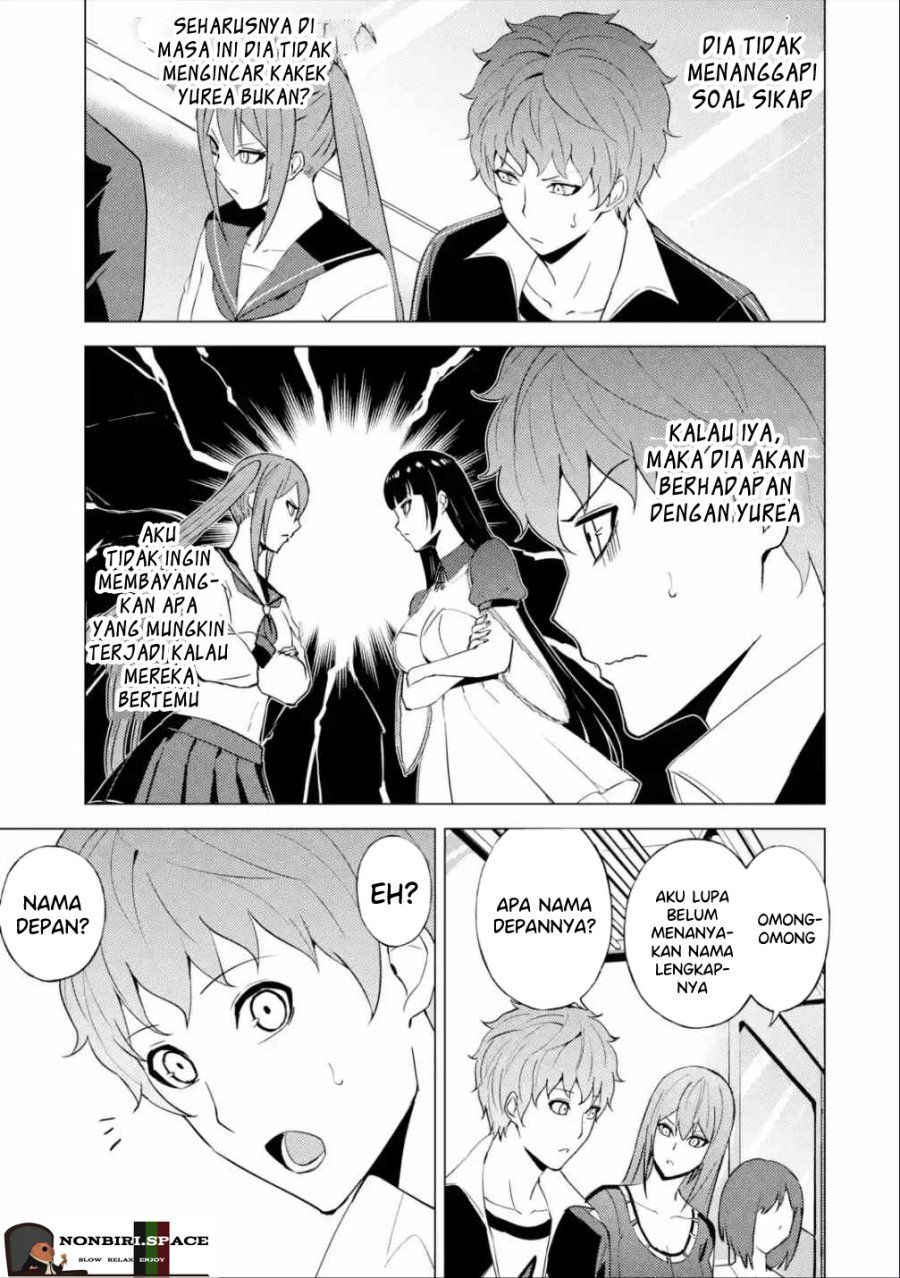 DIA TIDAK
MENANGGAPI
SOAL SIKAP
SEHARUSNYA DI
MASA INI DIA TIDAK
MENGINCAR KAKEK
YUREA BUKAN?
KALAU IYA,
MAKA DIA AKAN
BERHADAPAN
DENGAN YUREA
AKU
TIDAK INGIN
MEMBAYANG-
KAN APA
YANG MUNGKIN
TERJADI KALAU
MEREKA
BERTEMU
OMONG-
OMONG
AKU LUPA
BELUM
MENANYA-
KAN NAMA
LENGKAP-
NYA
APA NAMA
DEPANNYA?
EH?
NAMA
DEPAN?
NONBIRI.SPACE
SLOW RELAX ENJOY